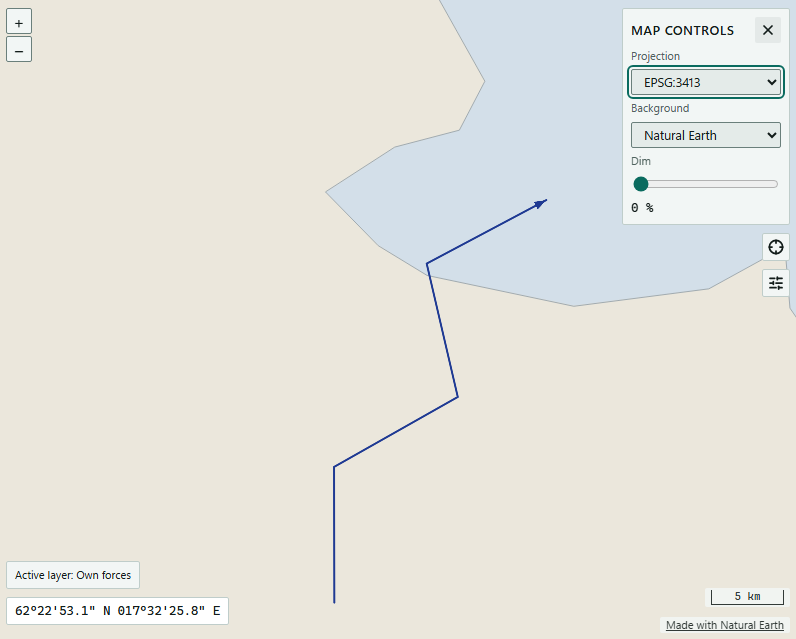 +
–
MAP CONTROLS ×
Projection
EPSG:3413
Background
Natural Earth
Dim
0 %
Active layer: Own forces
62°22'53.1" N 017°32'25.8" E
5 km
Made with Natural Earth